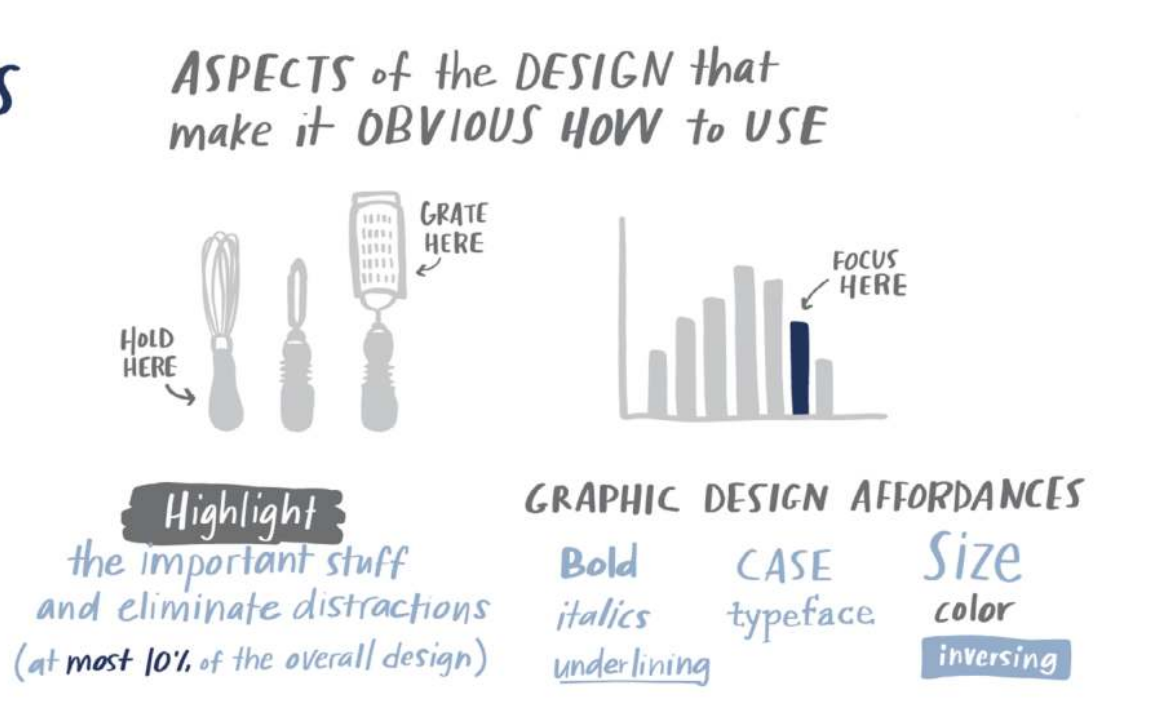 S
ASPECTS of the DESIGN that
make it OBVIOUS HOW to USE
GRATE
HERE
HOLD
HERE
FOCUS
HERE
Highlight
the important stuff
and eliminate distractions
(at most 10% of the overall design)
GRAPHIC DESIGN AFFORDANCES
Bold CASE Size
italics typeface color
underlining inversing